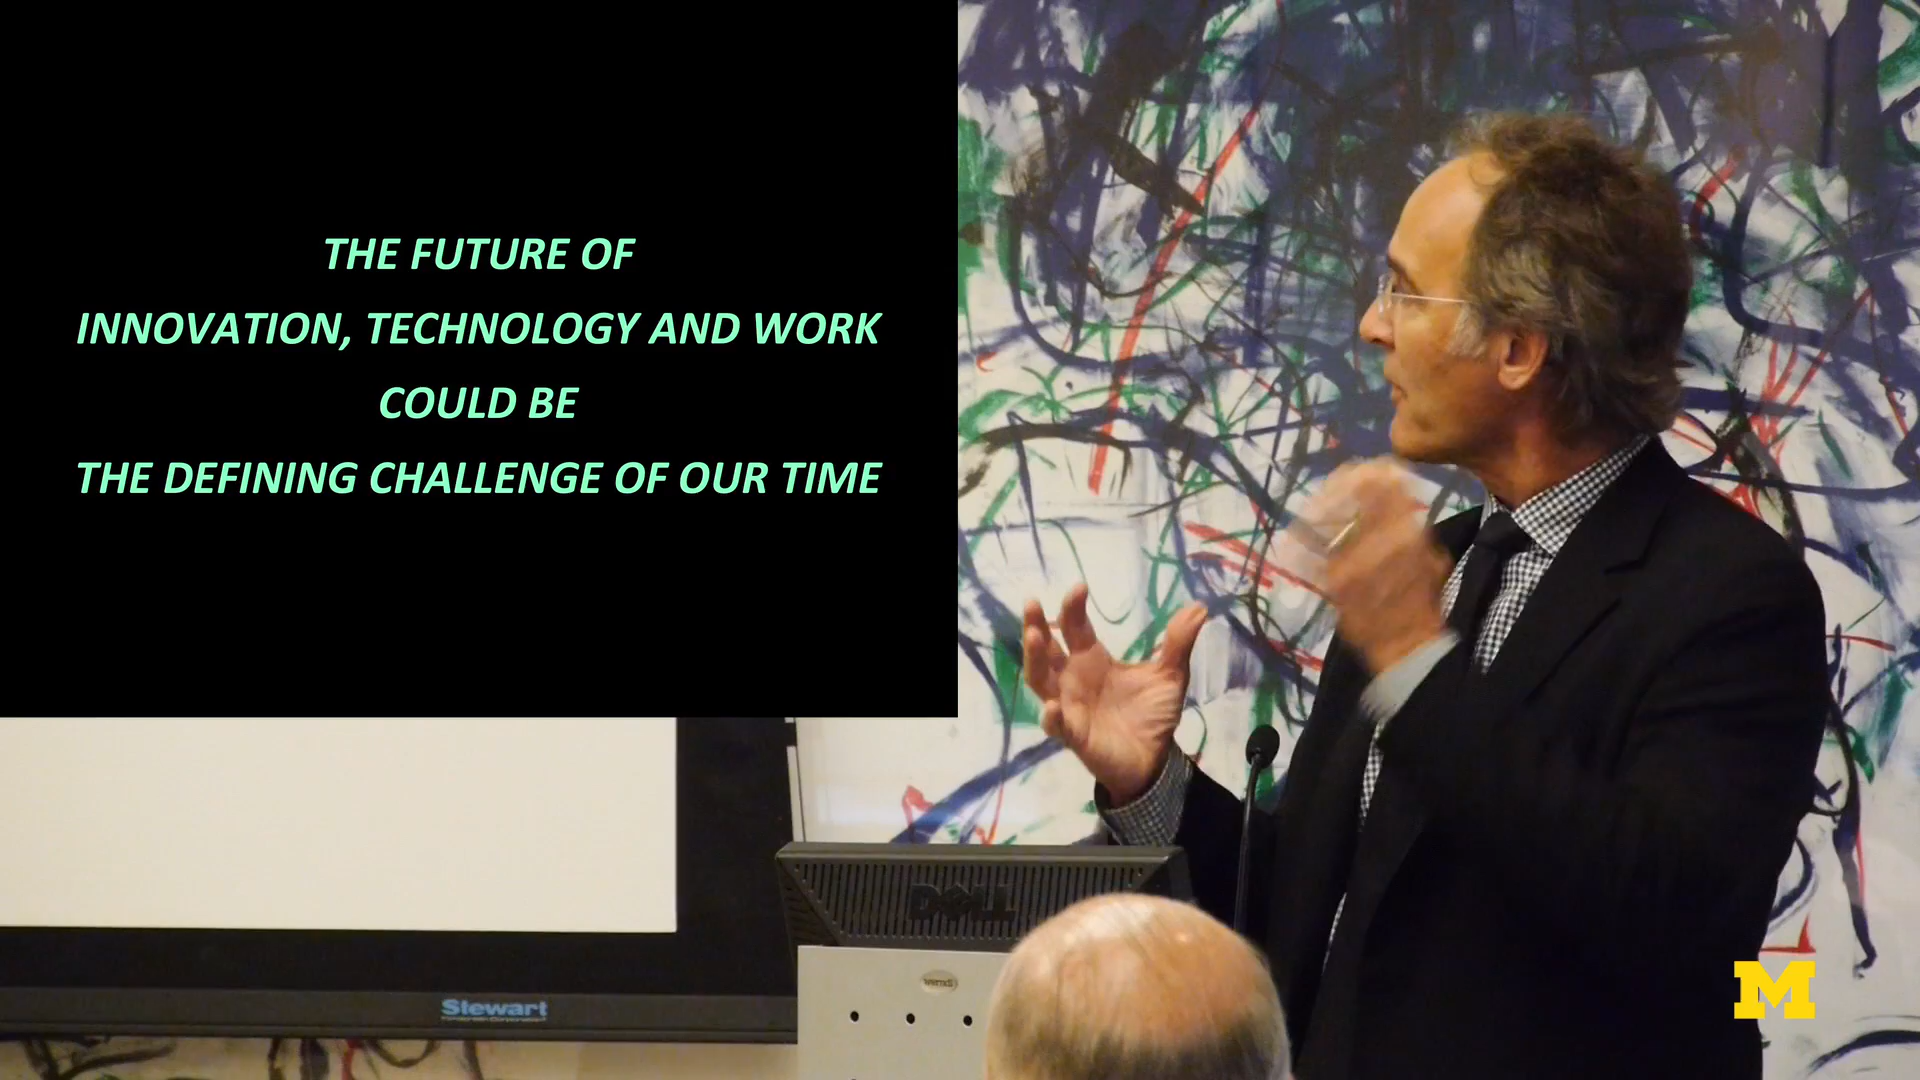 THE FUTURE OF
INNOVATION, TECHNOLOGY AND WORK
COULD BE
THE DEFINING CHALLENGE OF OUR TIME
DELL
Stewart
M